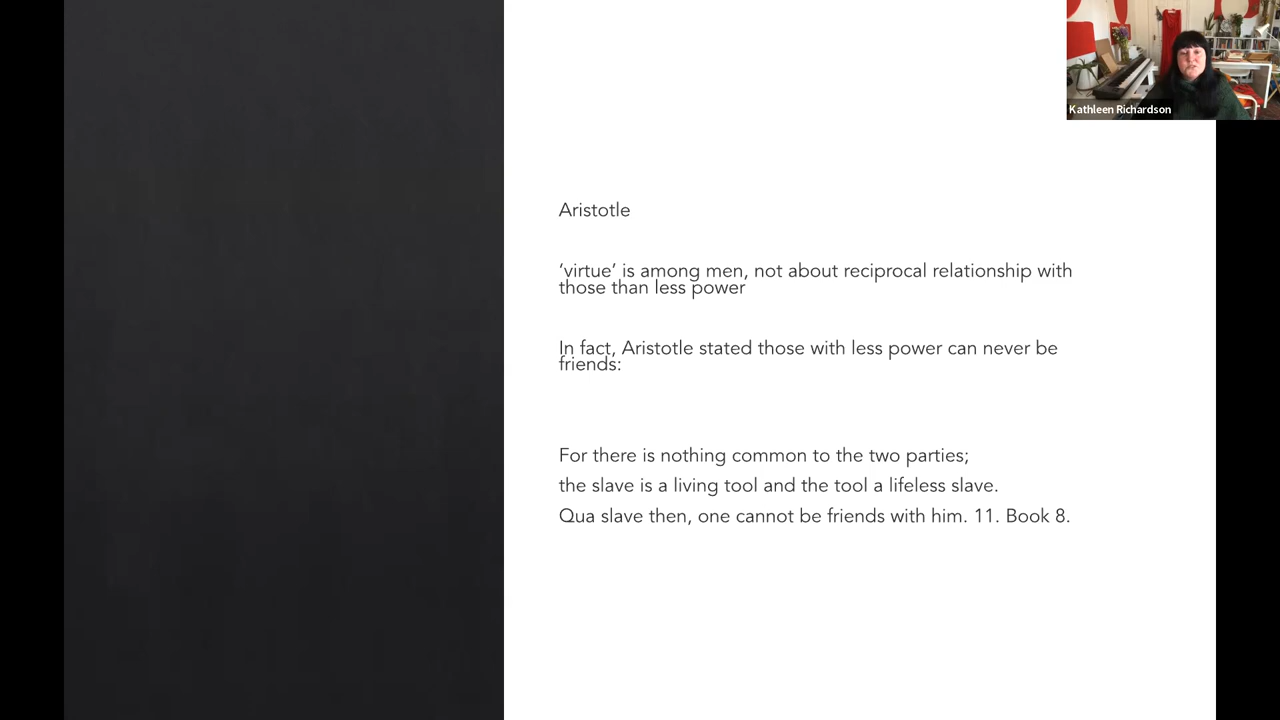 Kathleen Richardson
Aristotle
‘virtue’ is among men, not about reciprocal relationship with
those than less power
In fact, Aristotle stated those with less power can never be
friends:
For there is nothing common to the two parties;
the slave is a living tool and the tool a lifeless slave.
Qua slave then, one cannot be friends with him. 11. Book 8.